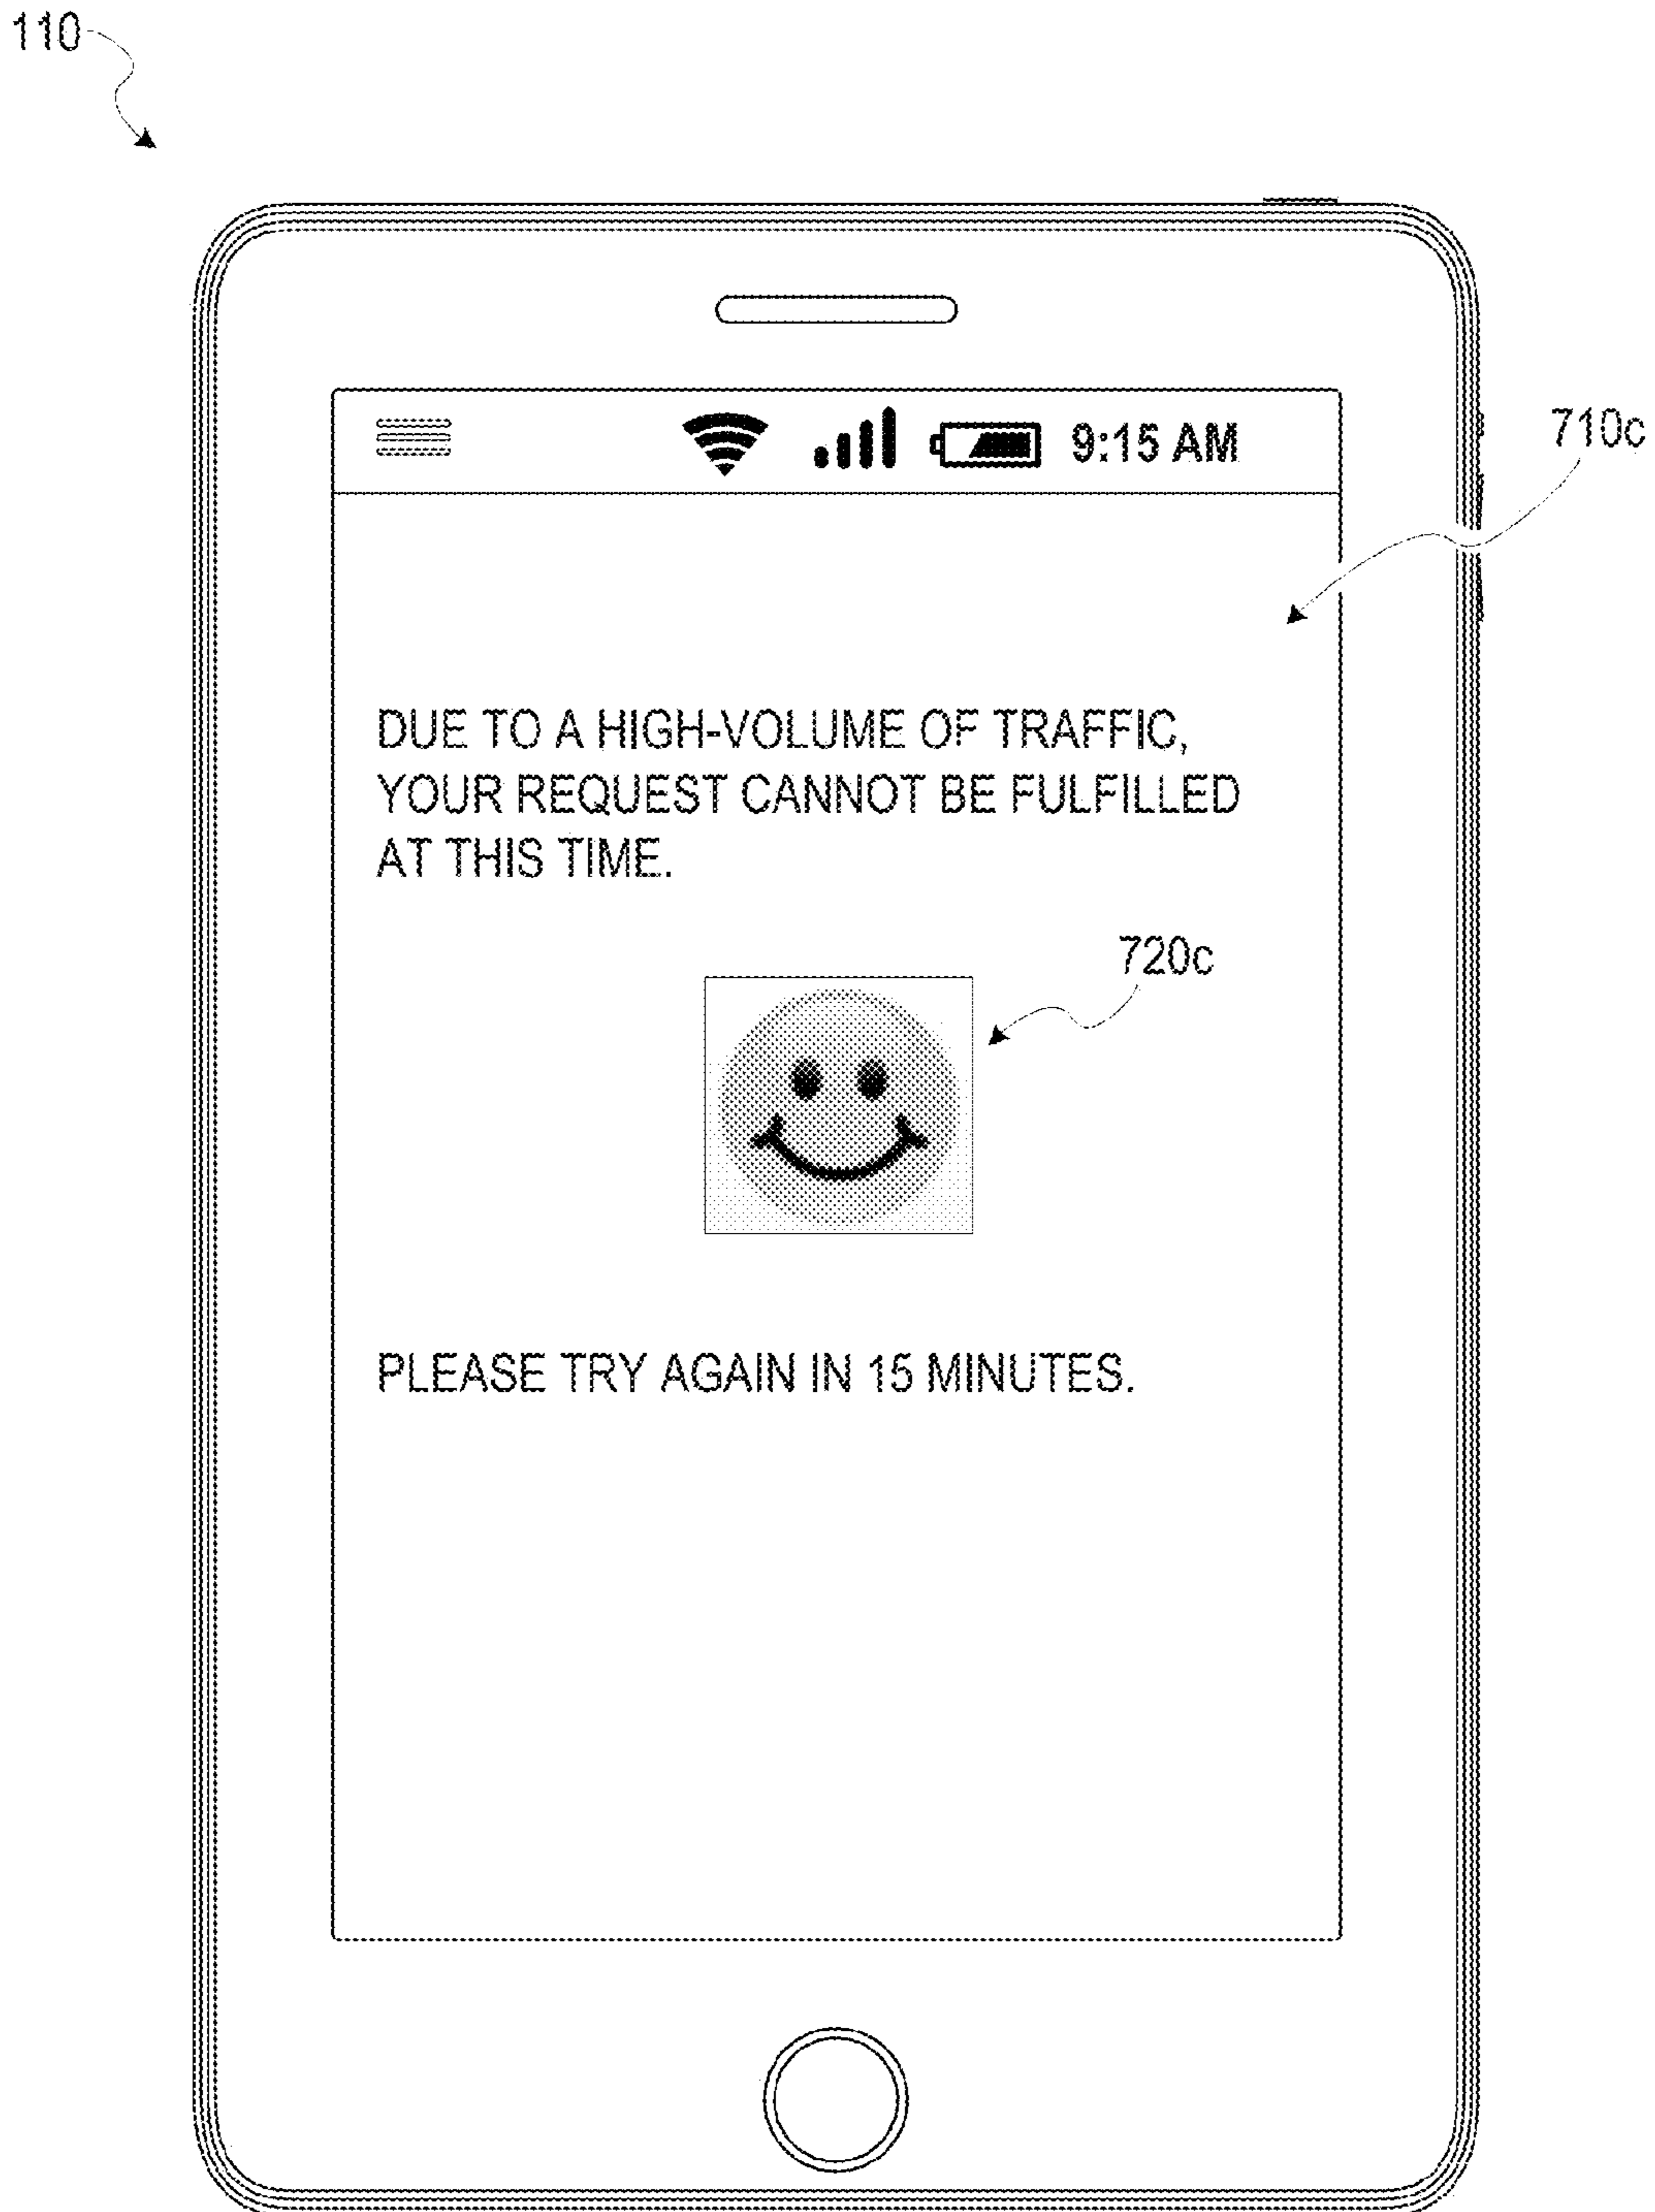 110
9:15 AM
710c
DUE TO A HIGH-VOLUME OF TRAFFIC,
YOUR REQUEST CANNOT BE FULFILLED
AT THIS TIME.
720c
PLEASE TRY AGAIN IN 15 MINUTES.